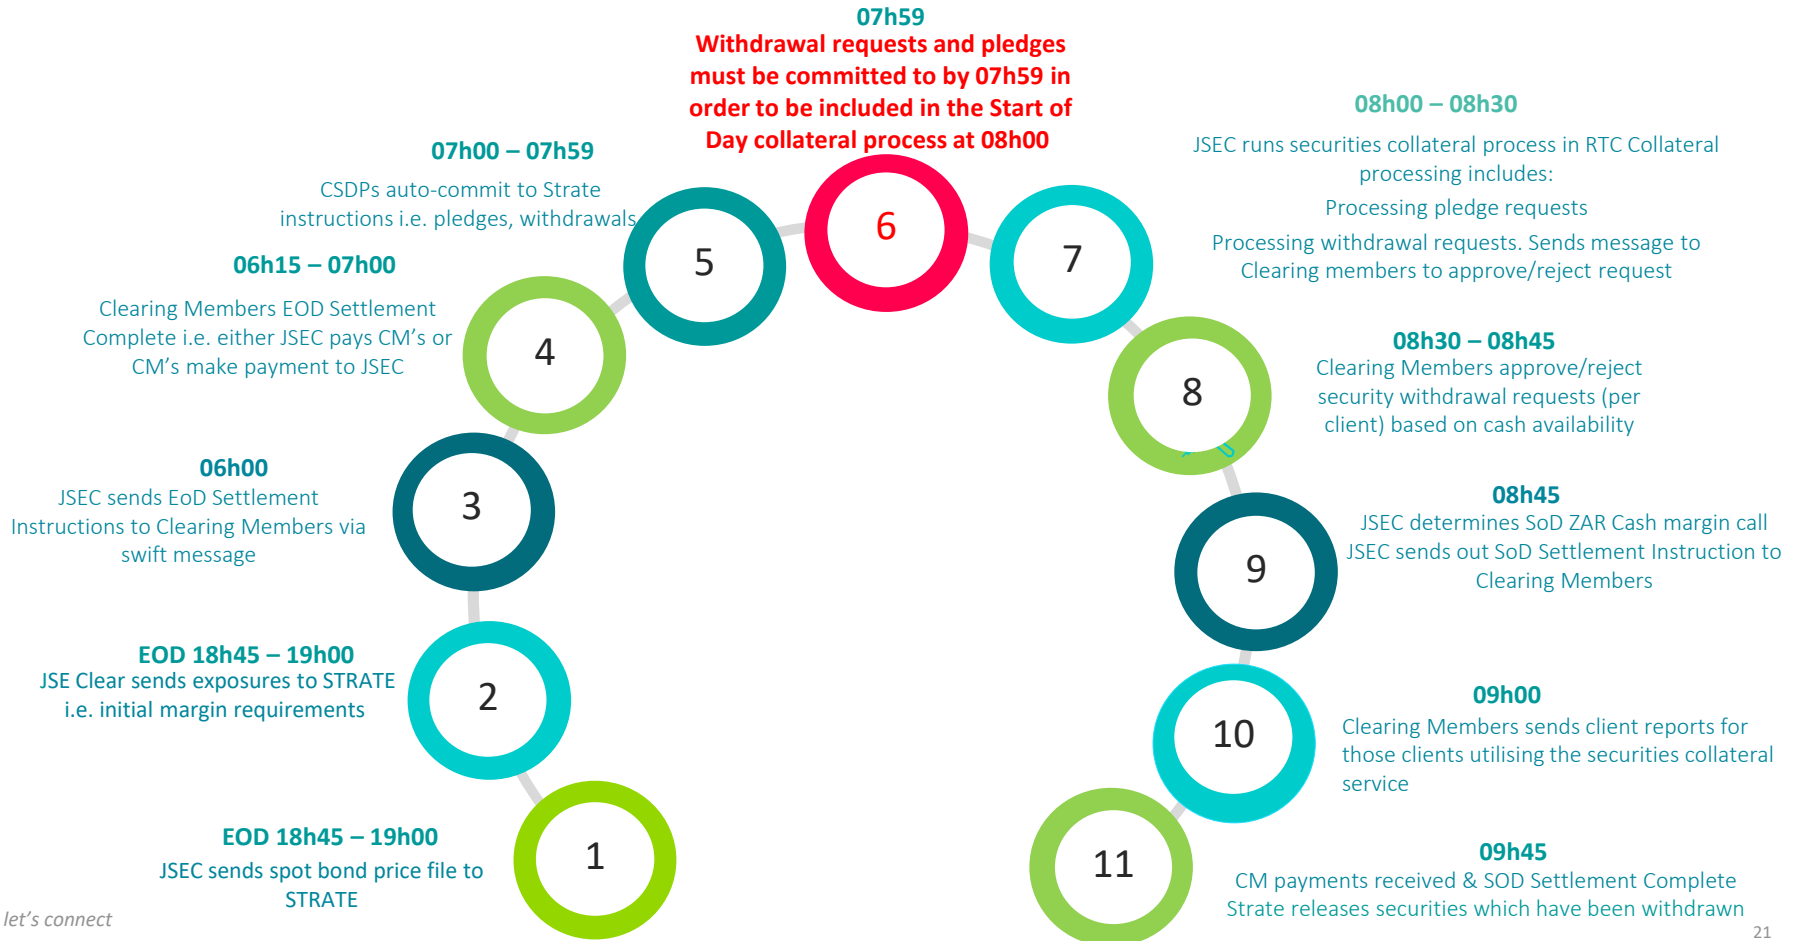 07h59
Withdrawal requests and pledges
must be committed to by 07h59 in
order to be included in the Start of
Day collateral process at 08h00
6
07h00 – 07h59
CSDPs auto-commit to Strate
instructions i.e. pledges, withdrawals
5
06h15 – 07h00
Clearing Members EOD Settlement
Complete i.e. either JSEC pays CM’s or
CM’s make payment to JSEC
4
06h00
JSEC sends EoD Settlement
Instructions to Clearing Members via
swift message
3
EOD 18h45 – 19h00
JSE Clear sends exposures to STRATE
i.e. initial margin requirements
2
EOD 18h45 – 19h00
JSEC sends spot bond price file to
STRATE
1
08h00 – 08h30
JSEC runs securities collateral process in RTC Collateral
processing includes:
Processing pledge requests
Processing withdrawal requests. Sends message to
Clearing members to approve/reject request
7
08h30 – 08h45
Clearing Members approve/reject
security withdrawal requests (per
client) based on cash availability
8
08h45
JSEC determines SoD ZAR Cash margin call
JSEC sends out SoD Settlement Instruction to
Clearing Members
9
09h00
Clearing Members sends client reports for
those clients utilising the securities collateral
service
10
09h45
CM payments received & SOD Settlement Complete
Strate releases securities which have been withdrawn
11
let’s connect
21